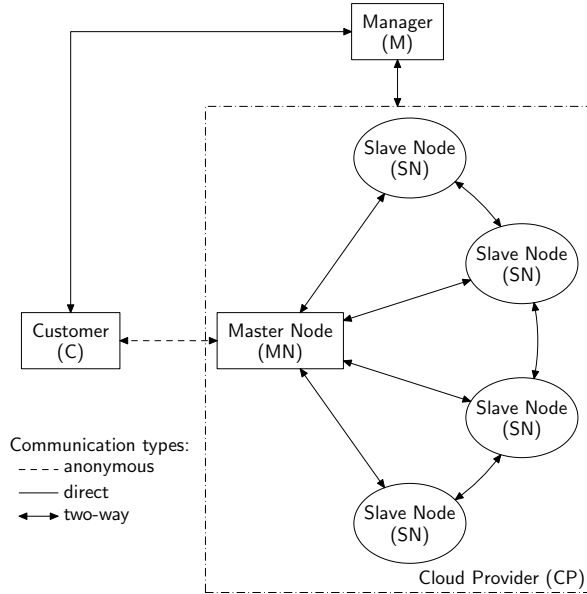 Manager
(M)
Slave Node
(SN)
Slave Node
(SN)
Customer
(C)
Master Node
(MN)
Slave Node
(SN)
Communication types:
anonymous
direct
two-way
Slave Node
(SN)
Cloud Provider (CP)